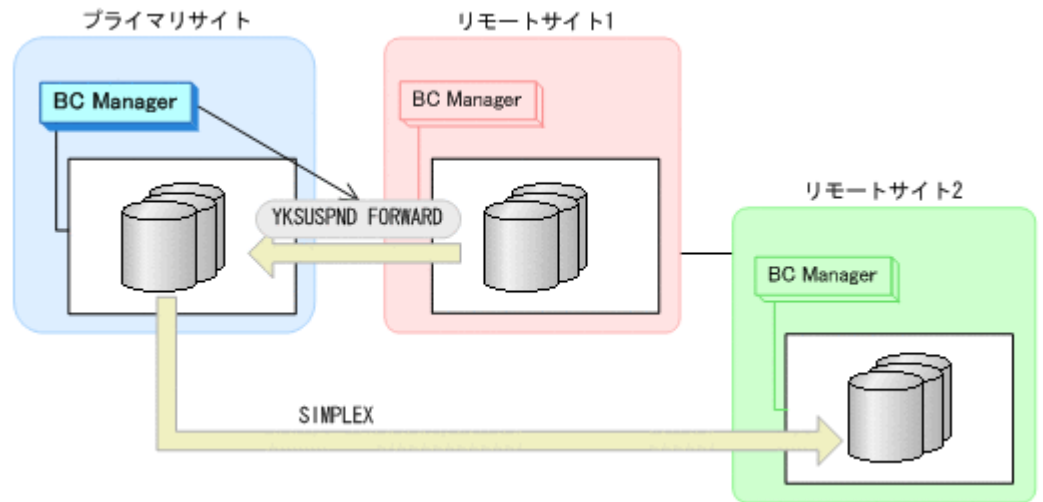 プライマリサイト
リモートサイト1
BC Manager
BC Manager
YKSUSPND FORWARD
リモートサイト2
BC Manager
SIMPLEX